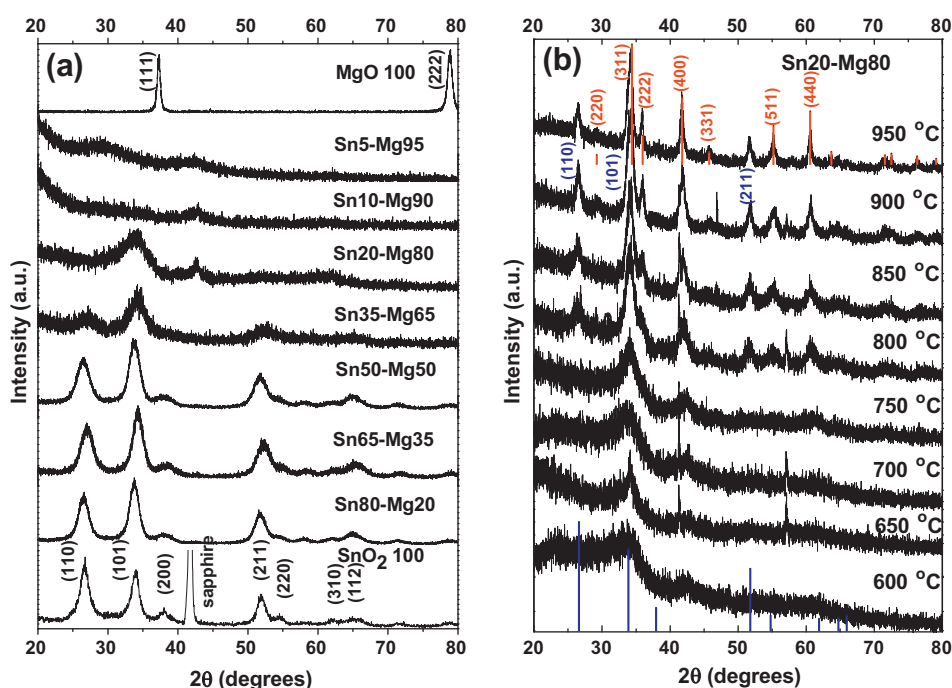 20 30 40 50 60 70 80
(a)
MgO 100
(111)
(222)
Sn5-Mg95
Sn10-Mg90
Sn20-Mg80
Sn35-Mg65
Sn50-Mg50
Sn65-Mg35
Sn80-Mg20
SnO2 100
(110)
(101)
(200)
sapphire
(211)
(220)
(310)
(112)
20 30 40 50 60 70 80
2θ (degrees)
Intensity (a.u.)
20 30 40 50 60 70 80
(b)
Sn20-Mg80
(311)
(220)
(222)
(400)
(331)
(511)
(440)
950 °C
(110)
(101)
(211)
900 °C
850 °C
800 °C
750 °C
700 °C
650 °C
600 °C
20 30 40 50 60 70 80
2θ (degrees)
Intensity (a.u.)